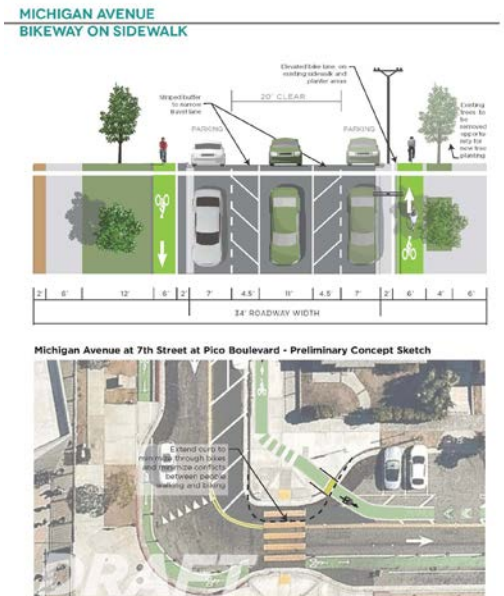 MICHIGAN AVENUE
BIKEWAY ON SIDEWALK
Elevated bike lane, on
existing sidewalk and
planter areas
Striped buffer
to narrow
travel lane
20' CLEAR
Existing
trees to
be
removed
opportu
nity for
new tree
planting
PARKING
PARKING
2' 6' 12' 6' 2' 7' 4.5' 11' 4.5' 7' 2' 6' 4' 6'
34' ROADWAY WIDTH
Michigan Avenue at 7th Street at Pico Boulevard - Preliminary Concept Sketch
Extend curb to
minimize through bikes
and minimize conflicts
between people
walking and biking
DRAFT